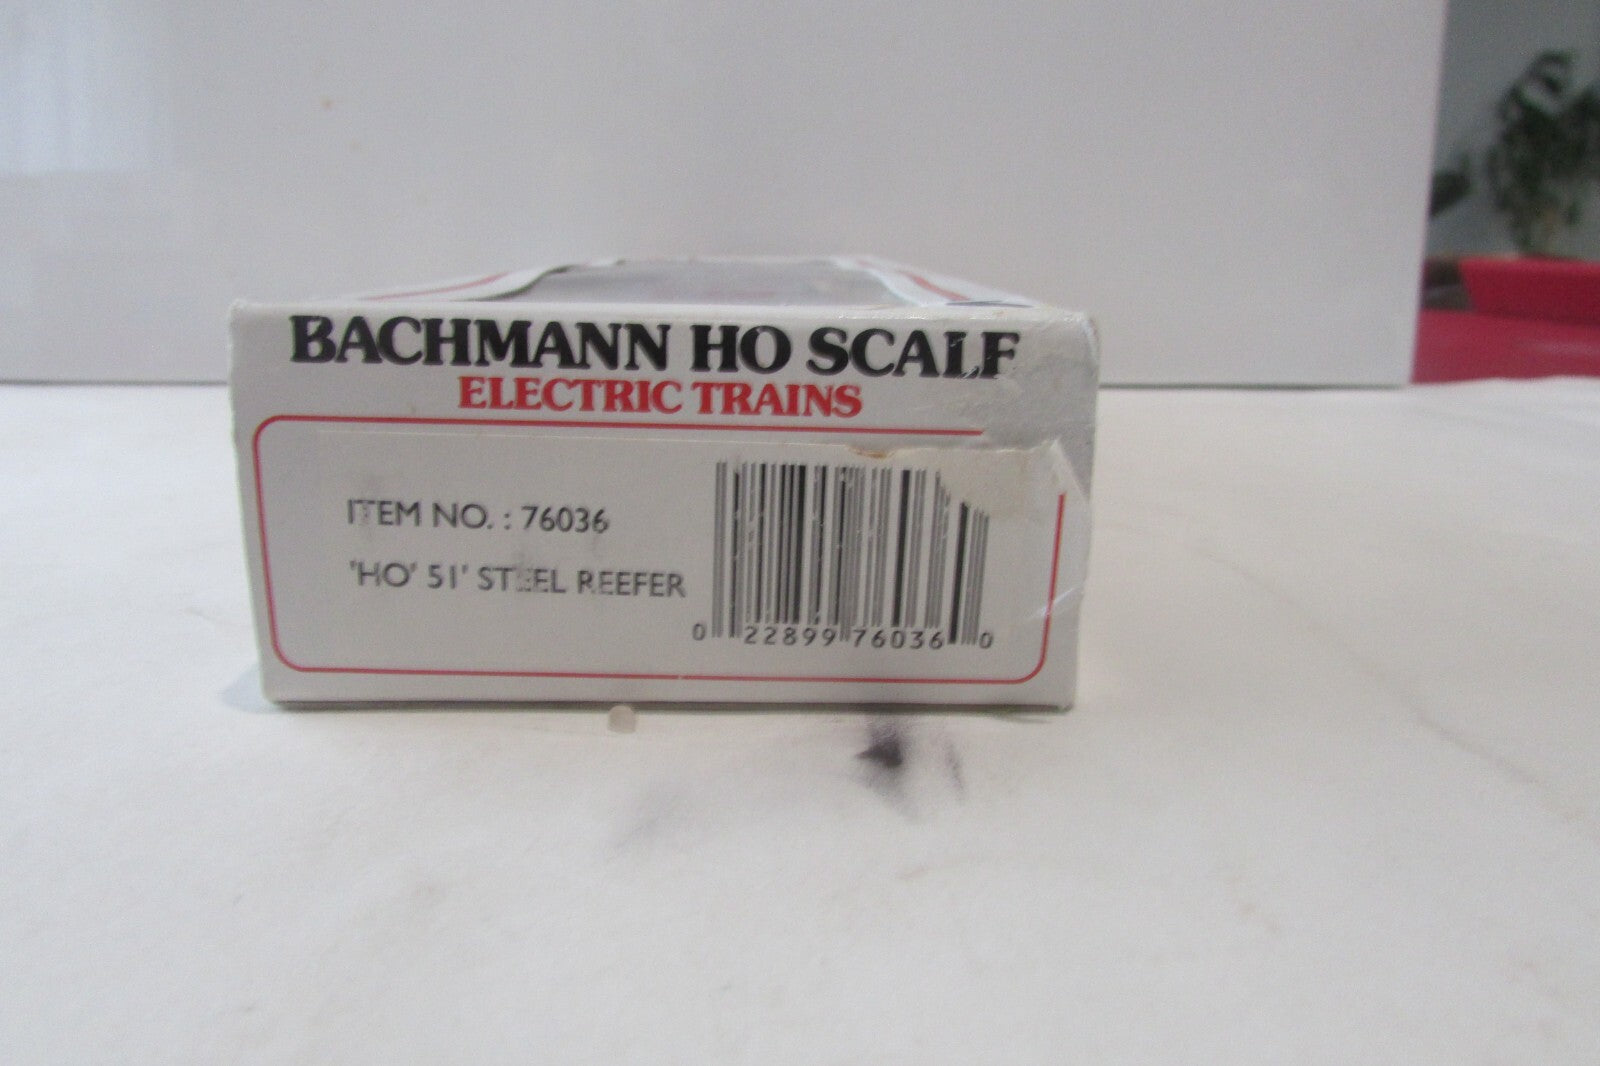 BACHMANN HO SCALE
ELECTRIC TRAINS
ITEM NO. : 76036
'HO' 51' STEEL REEFER
0 22899 76036 0